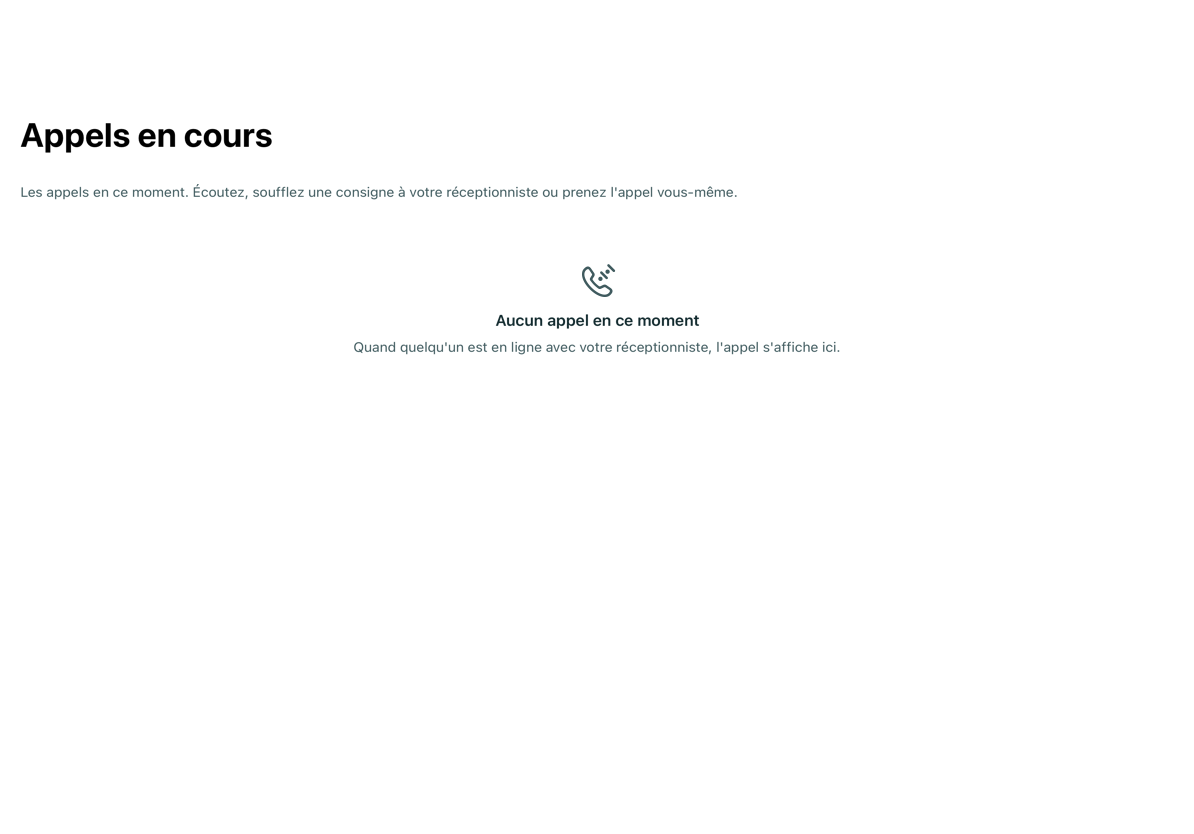 Appels en cours
Les appels en ce moment. Écoutez, soufflez une consigne à votre réceptionniste ou prenez l'appel vous-même.
Aucun appel en ce moment
Quand quelqu'un est en ligne avec votre réceptionniste, l'appel s'affiche ici.